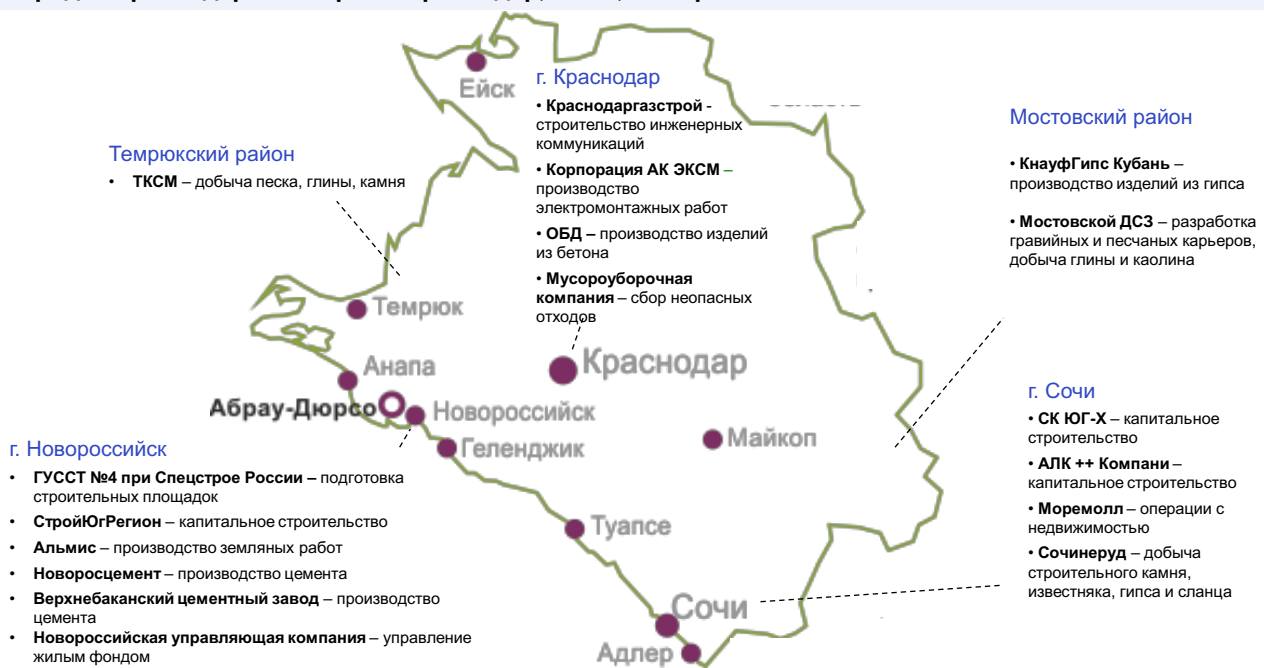 Ейск
г. Краснодар
• Краснодаргазстрой -
строительство инженерных
коммуникаций
• Корпорация АК ЭКСМ –
производство
электромонтажных работ
• ОБД – производство изделий
из бетона
• Мусороуборочная
компания – сбор неопасных
отходов
Мостовский район
• КнауфГипс Кубань –
производство изделий из гипса
• Мостовской ДСЗ – разработка
гравийных и песчаных карьеров,
добыча глины и каолина
Темрюкский район
• ТКСМ – добыча песка, глины, камня
Темрюк
Краснодар
Анапа
Абрау-Дюрсо
Новороссийск
Геленджик
Майкоп
Туапсе
Сочи
Адлер
г. Новороссийск
• ГУССТ №4 при Спецстрое России – подготовка
строительных площадок
• СтройЮгРегион – капитальное строительство
• Альмис – производство земляных работ
• Новоросцемент – производство цемента
• Верхнебаканский цементный завод – производство
цемента
• Новороссийская управляющая компания – управление
жилым фондом
г. Сочи
• СК ЮГ-Х – капитальное
строительство
• АЛК ++ Компани –
капитальное строительство
• Моремолл – операции с
недвижимостью
• Сочинеруд – добыча
строительного камня,
известняка, гипса и сланца